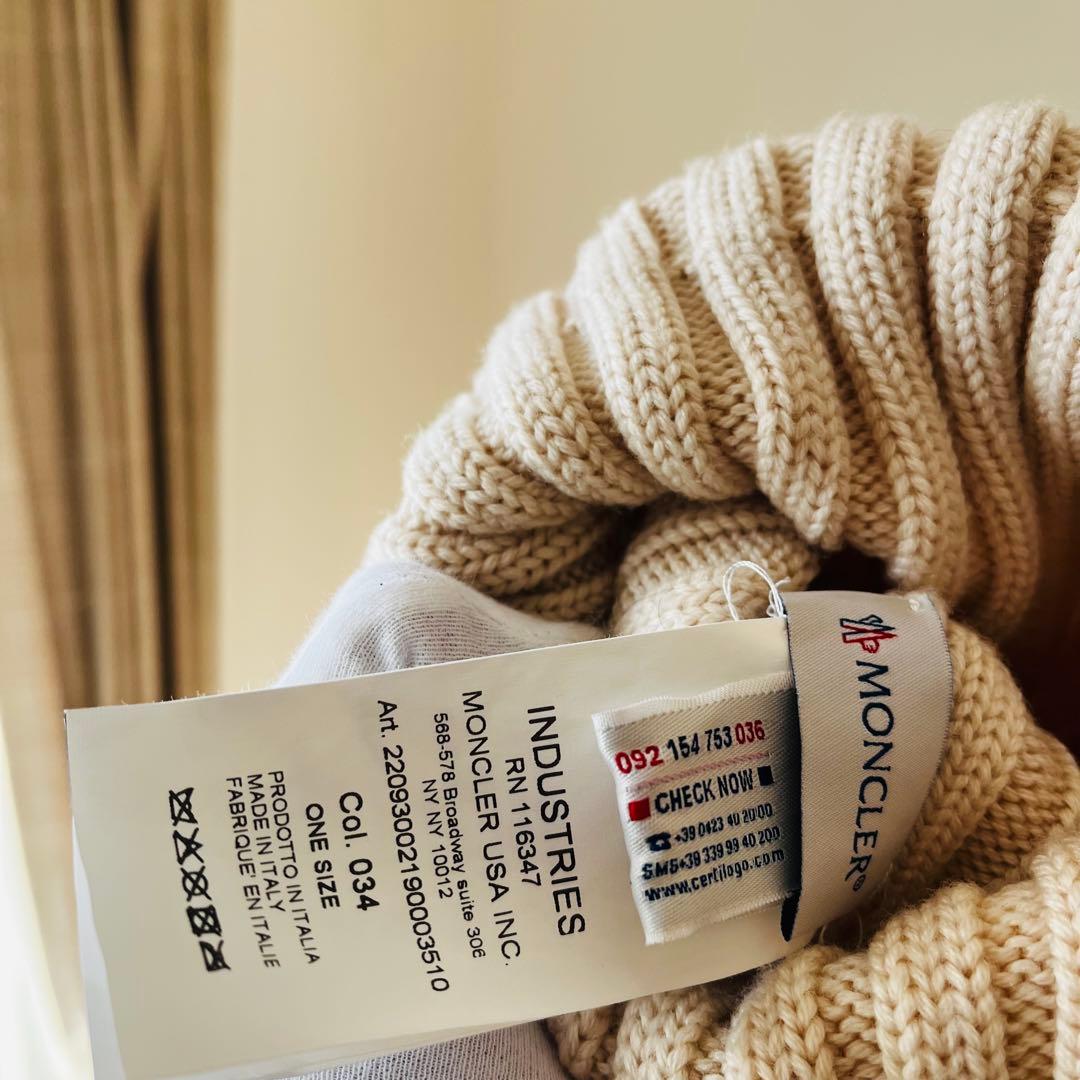 MONCLER®
092 154 753 036
CHECK NOW
+39 0423 40 20 00
SMS+39 339 99 40 200
www.certilogo.com
INDUSTRIES
RN 116347
MONCLER USA INC.
568-578 Broadway suite 306
NY NY 10012
Art. 22093002190003510
Col. 034
ONE SIZE
PRODOTTO IN ITALIA
MADE IN ITALY
FABRIQUE' EN ITALIE